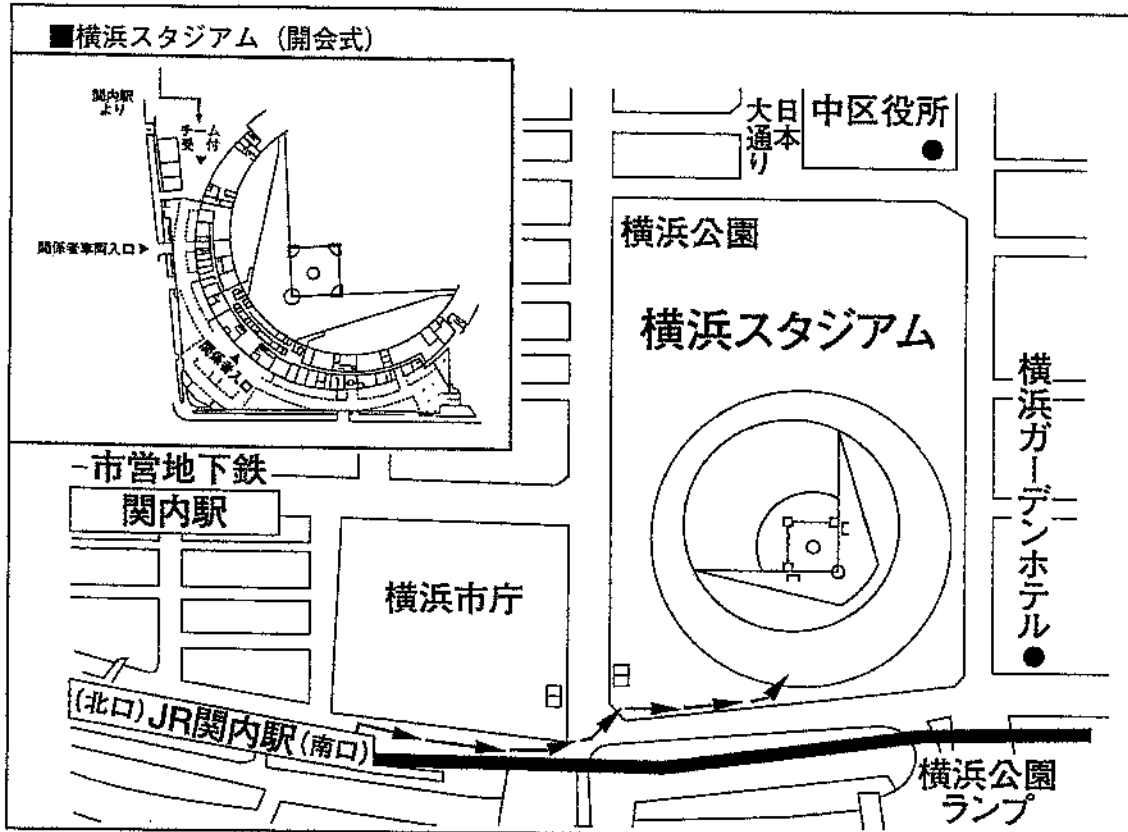 ■横浜スタジアム (開会式)
関内駅
より
チーム
受付
関係者車両入口
関係者入口
日本
大通り
中区役所
横浜公園
横浜スタジアム
横浜ガーデンホテル
市営地下鉄
関内駅
横浜市庁
(北口) JR関内駅 (南口)
横浜公園
ランプ